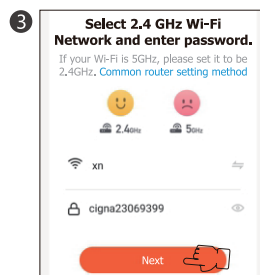 3
Select 2.4 GHz Wi-Fi
Network and enter password.
If your Wi-Fi is 5GHz, please set it to be
2.4GHz. Common router setting method
2.4GHz 5GHz
xn
cigna23069399
Next